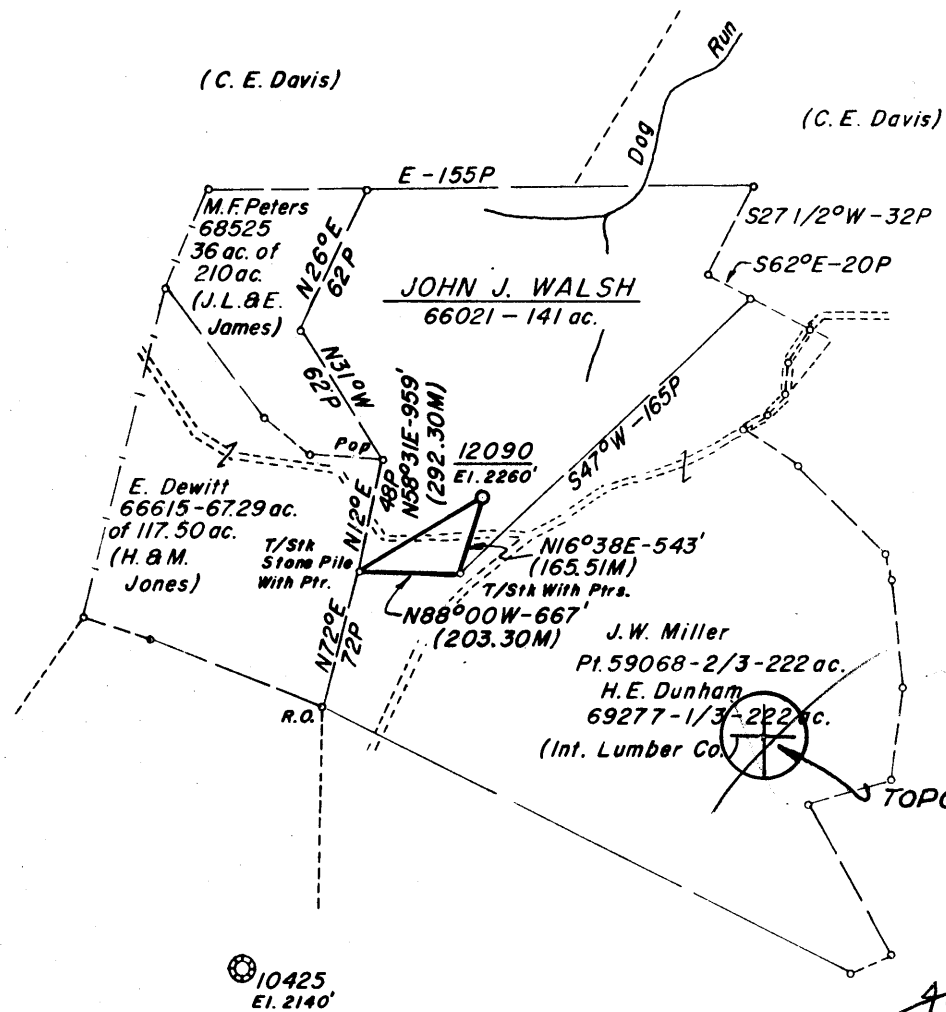 (C. E. Davis)
Dog Run
(C. E. Davis)
E-155P
M.F. Peters
68525
36 ac. of
210 ac.
(J.L. & E.
James)
N26°E
62P
S27 1/2°W-32P
S62°E-20P
JOHN J. WALSH
66021-141 ac.
N31°W
62P
S47°W-165P
Pop
N12°E
48P
N58°31E-959'
(292.30M)
12090
El. 2260'
E. Dewitt
66615-67.29 ac.
of 117.50 ac.
(H. & M.
Jones)
T/Stk
Stone Pile
With Ptr.
N16°38E-543'
(165.51M)
T/Stk With Ptrs.
N88°00W-667'
(203.30M)
N72°E
72P
R.O.
J.W. Miller
Pt. 59068-2/3-222 ac.
H.E. Dunham
69277-1/3-222 ac.
(Int. Lumber Co.)
TOPO
10425
El. 2140'